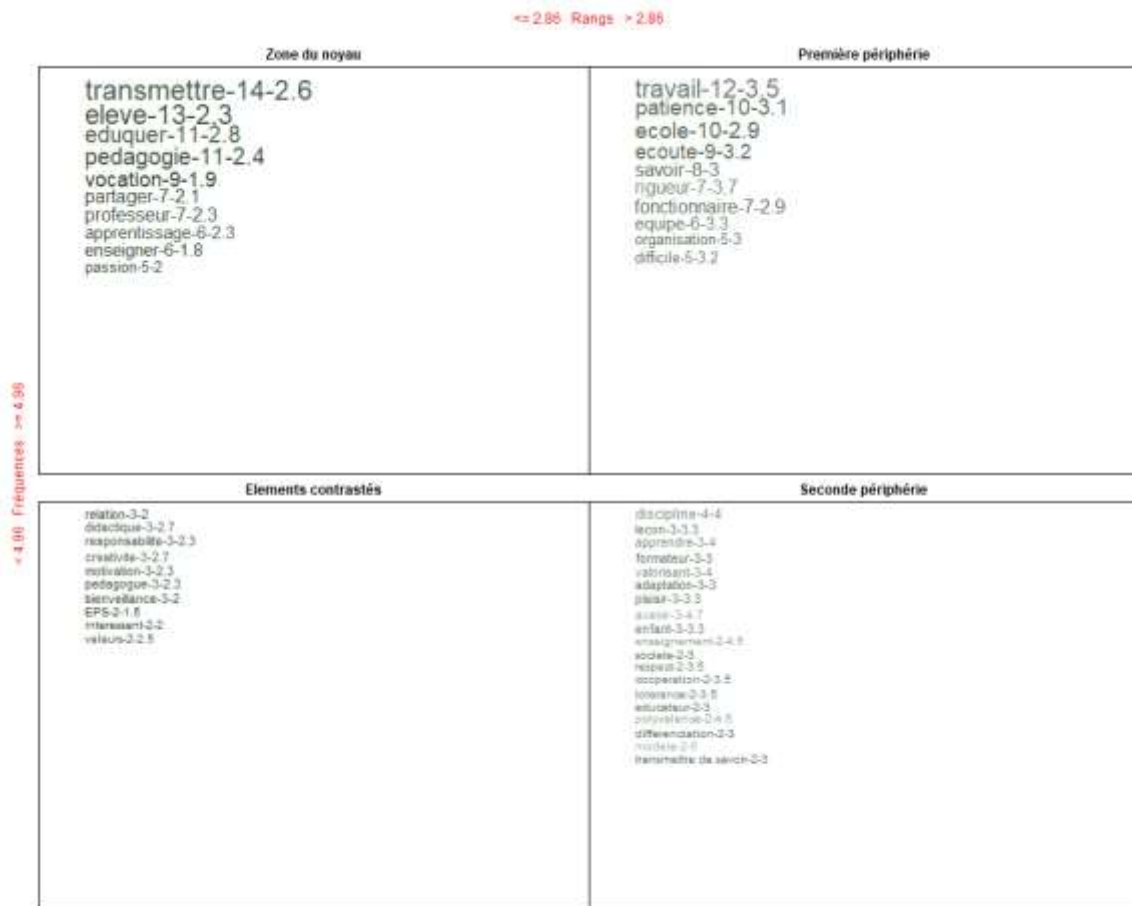 <= 2.86 Rangs > 2.86
Zone du noyau
transmettre-14-2.6
eleve-13-2.3
eduquer-11-2.8
pedagogie-11-2.4
vocation-9-1.9
partager-7-2.1
professeur-7-2.3
apprentissage-6-2.3
enseigner-6-1.8
passion-5-2
Première périphérie
travail-12-3.5
patience-10-3.1
ecole-10-2.9
ecoute-9-3.2
savoir-8-3
rigueur-7-3.7
fonctionnaire-7-2.9
equipe-6-3.3
organisation-5-3
difficile-5-3.2
< 4.96 Fréquences >= 4.96
Elements contrastés
relation-3-2
didactique-3-2.7
responsabilite-3-2.3
creativite-3-2.7
motivation-3-2.3
pedagogue-3-2.3
bienveillance-3-2
EPS-2-1.5
interessant-2-2
valeurs-2-2.5
Seconde périphérie
discipline-4-4
lecon-3-3.3
apprendre-3-4
formateur-3-3
valorisant-3-4
adaptation-3-3
plaisir-3-3.3
enfant-3-3.3
enseignement-2-4.5
societe-2-3
respect-2-3.5
cooperation-2-3.5
tolerance-2-3.5
educateur-2-3
polyvalence-2-4.5
differenciation-2-3
transmettre de savoir-2-3